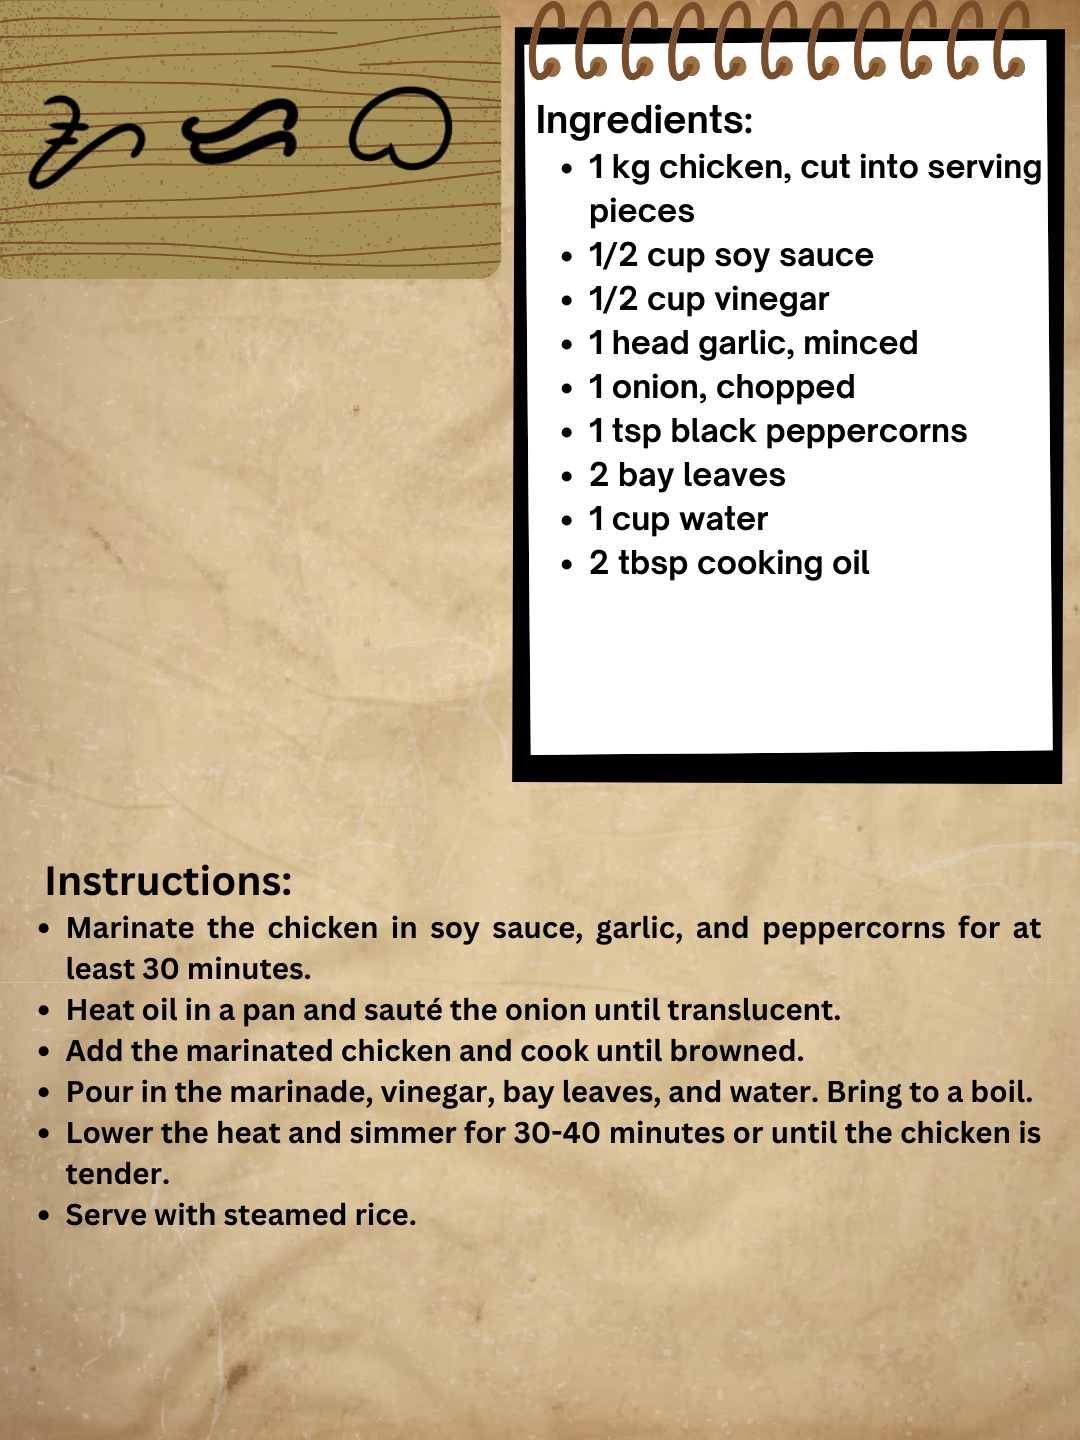 ᜀ ᜇ ᜊ
Ingredients:
• 1 kg chicken, cut into serving
pieces
• 1/2 cup soy sauce
• 1/2 cup vinegar
• 1 head garlic, minced
• 1 onion, chopped
• 1 tsp black peppercorns
• 2 bay leaves
• 1 cup water
• 2 tbsp cooking oil
Instructions:
• Marinate the chicken in soy sauce, garlic, and peppercorns for at
least 30 minutes.
• Heat oil in a pan and sauté the onion until translucent.
• Add the marinated chicken and cook until browned.
• Pour in the marinade, vinegar, bay leaves, and water. Bring to a boil.
• Lower the heat and simmer for 30-40 minutes or until the chicken is
tender.
• Serve with steamed rice.